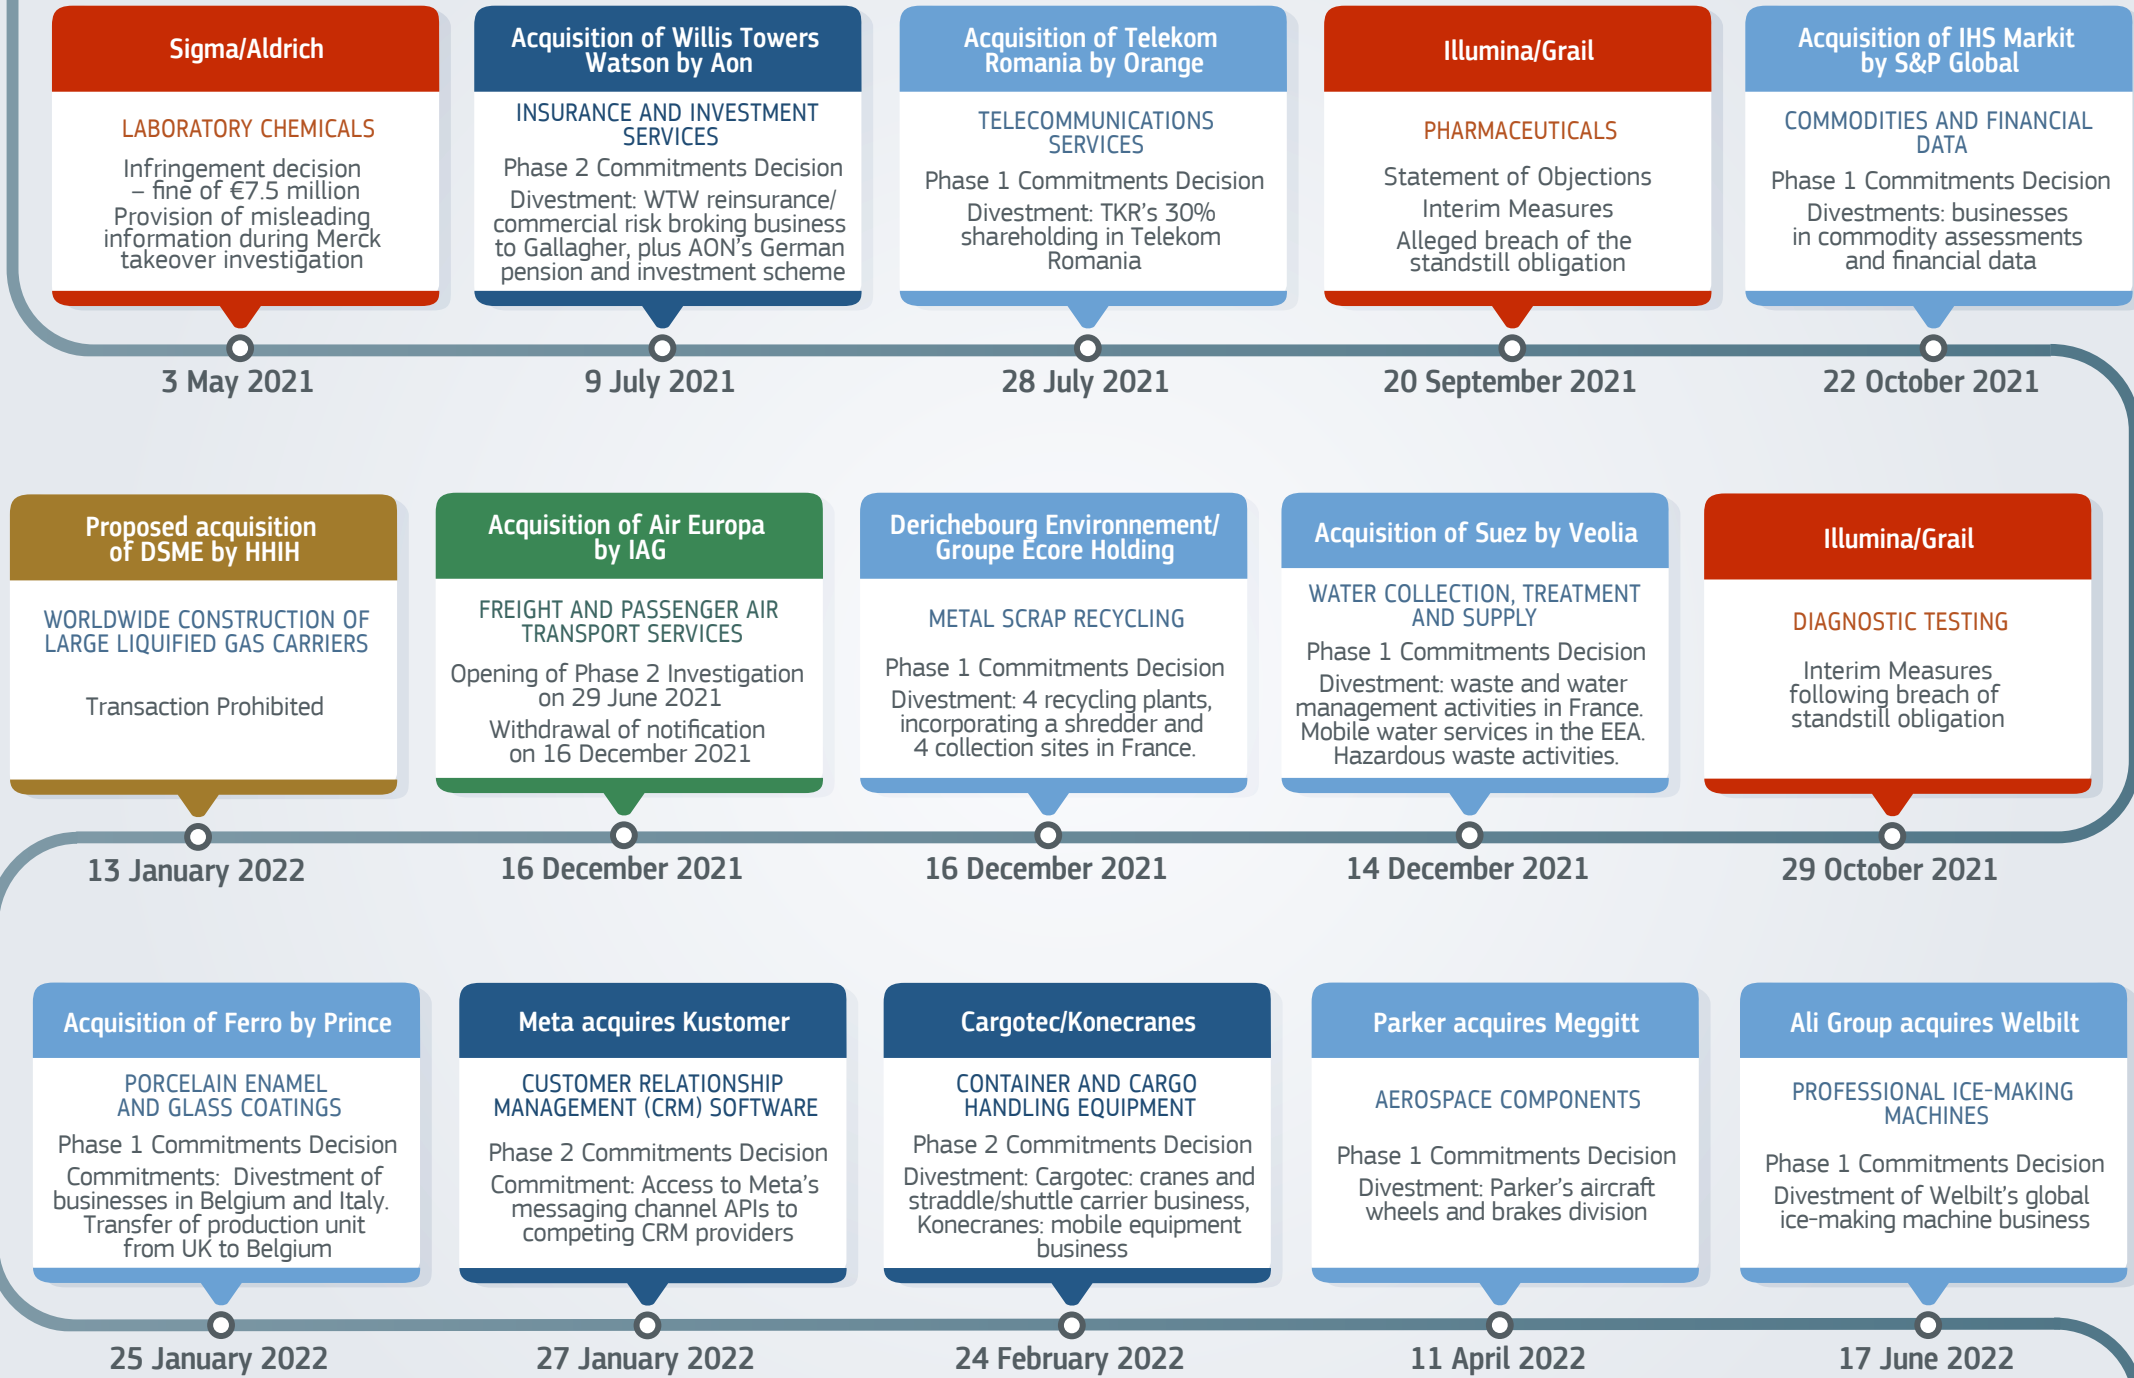 Sigma/Aldrich
LABORATORY CHEMICALS
Infringement decision
– fine of €7.5 million
Provision of misleading
information during Merck
takeover investigation
3 May 2021
Acquisition of Willis Towers
Watson by Aon
INSURANCE AND INVESTMENT
SERVICES
Phase 2 Commitments Decision
Divestment: WTW reinsurance/
commercial risk broking business
to Gallagher, plus AON's German
pension and investment scheme
9 July 2021
Acquisition of Telekom
Romania by Orange
TELECOMMUNICATIONS
SERVICES
Phase 1 Commitments Decision
Divestment: TKR's 30%
shareholding in Telekom
Romania
28 July 2021
Illumina/Grail
PHARMACEUTICALS
Statement of Objections
Interim Measures
Alleged breach of the
standstill obligation
20 September 2021
Acquisition of IHS Markit
by S&P Global
COMMODITIES AND FINANCIAL
DATA
Phase 1 Commitments Decision
Divestments: businesses
in commodity assessments
and financial data
22 October 2021
Proposed acquisition
of DSME by HHIH
WORLDWIDE CONSTRUCTION OF
LARGE LIQUIFIED GAS CARRIERS
Transaction Prohibited
13 January 2022
Acquisition of Air Europa
by IAG
FREIGHT AND PASSENGER AIR
TRANSPORT SERVICES
Opening of Phase 2 Investigation
on 29 June 2021
Withdrawal of notification
on 16 December 2021
16 December 2021
Derichebourg Environnement/
Groupe Ecore Holding
METAL SCRAP RECYCLING
Phase 1 Commitments Decision
Divestment: 4 recycling plants,
incorporating a shredder and
4 collection sites in France.
16 December 2021
Acquisition of Suez by Veolia
WATER COLLECTION, TREATMENT
AND SUPPLY
Phase 1 Commitments Decision
Divestment: waste and water
management activities in France.
Mobile water services in the EEA.
Hazardous waste activities.
14 December 2021
Illumina/Grail
DIAGNOSTIC TESTING
Interim Measures
following breach of
standstill obligation
29 October 2021
Acquisition of Ferro by Prince
PORCELAIN ENAMEL
AND GLASS COATINGS
Phase 1 Commitments Decision
Commitments: Divestment of
businesses in Belgium and Italy.
Transfer of production unit
from UK to Belgium
25 January 2022
Meta acquires Kustomer
CUSTOMER RELATIONSHIP
MANAGEMENT (CRM) SOFTWARE
Phase 2 Commitments Decision
Commitment: Access to Meta's
messaging channel APIs to
competing CRM providers
27 January 2022
Cargotec/Konecranes
CONTAINER AND CARGO
HANDLING EQUIPMENT
Phase 2 Commitments Decision
Divestment: Cargotec: cranes and
straddle/shuttle carrier business,
Konecranes: mobile equipment
business
24 February 2022
Parker acquires Meggitt
AEROSPACE COMPONENTS
Phase 1 Commitments Decision
Divestment: Parker's aircraft
wheels and brakes division
11 April 2022
Ali Group acquires Welbilt
PROFESSIONAL ICE-MAKING
MACHINES
Phase 1 Commitments Decision
Divestment of Welbilt's global
ice-making machine business
17 June 2022